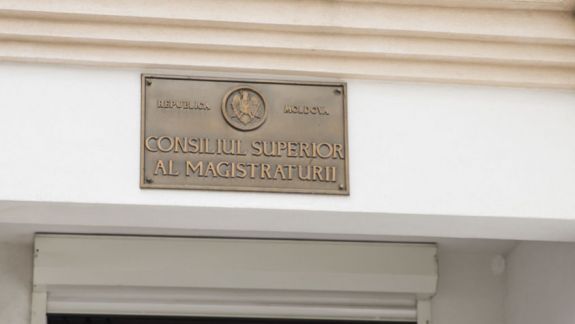 REPUBLICA MOLDOVA
CONSILIUL SUPERIOR
AL MAGISTRATURII